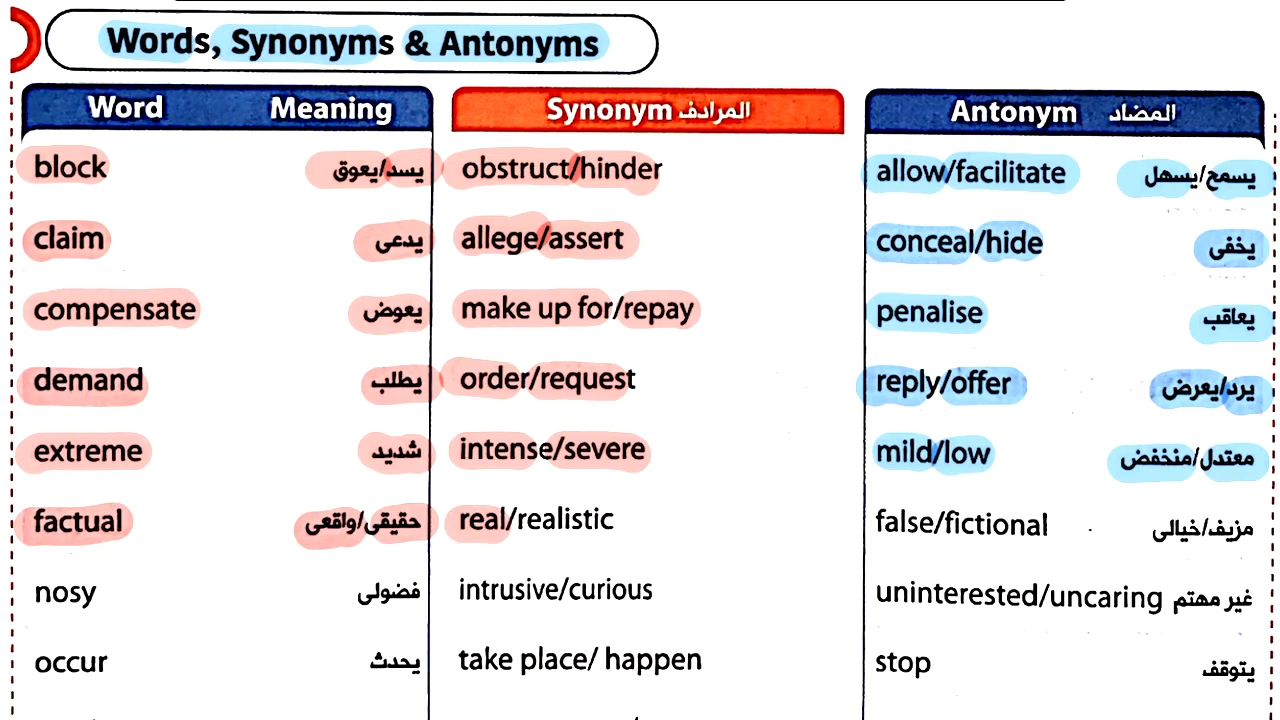 Words, Synonyms & Antonyms
Word Meaning Synonym المرادف Antonym المضاد
block يسد/يعوق obstruct/hinder allow/facilitate يسمح/يسهل
claim يدعى allege/assert conceal/hide يخفى
compensate يعوض make up for/repay penalise يعاقب
demand يطلب order/request reply/offer يرد/يعرض
extreme شديد intense/severe mild/low معتدل/منخفض
factual حقيقى/واقعى real/realistic false/fictional مزيف/خيالى
nosy فضولى intrusive/curious uninterested/uncaring غير مهتم
occur يحدث take place/ happen stop يتوقف